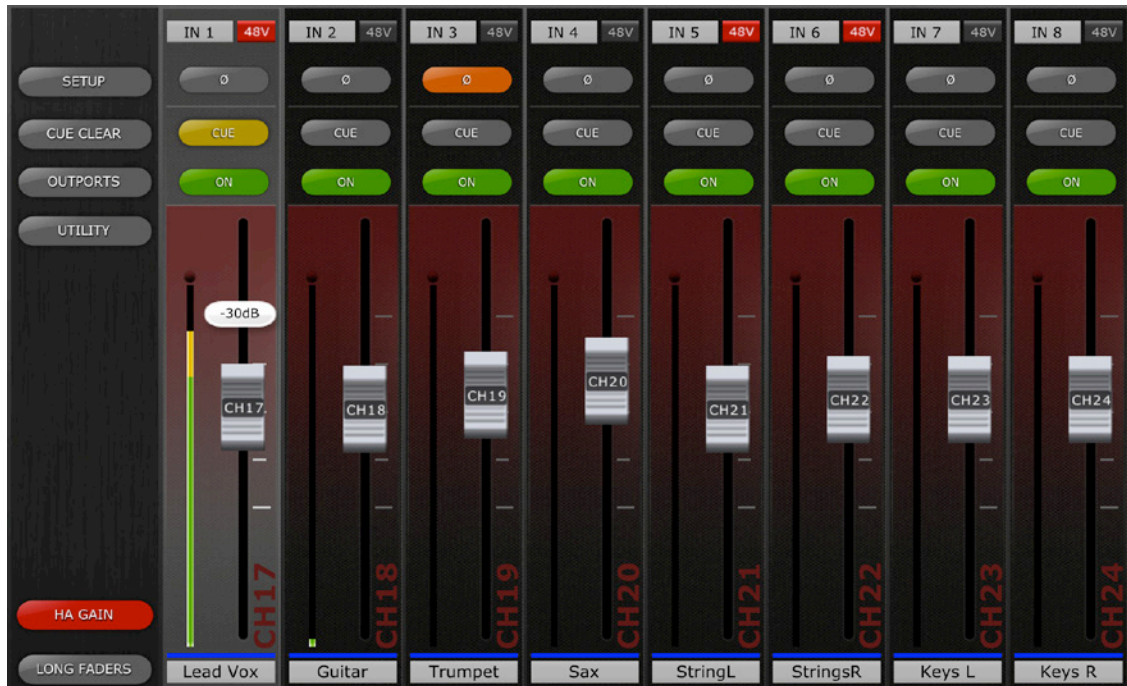 IN 1 48V IN 2 48V IN 3 48V IN 4 48V IN 5 48V IN 6 48V IN 7 48V IN 8 48V
SETUP Ø Ø Ø Ø Ø Ø Ø Ø
CUE CLEAR CUE CUE CUE CUE CUE CUE CUE CUE
OUTPORTS ON ON ON ON ON ON ON ON
UTILITY
-30dB
CH17 CH18 CH19 CH20 CH21 CH22 CH23 CH24
CH17 CH18 CH19 CH20 CH21 CH22 CH23 CH24
HA GAIN
LONG FADERS Lead Vox Guitar Trumpet Sax StringL StringsR Keys L Keys R